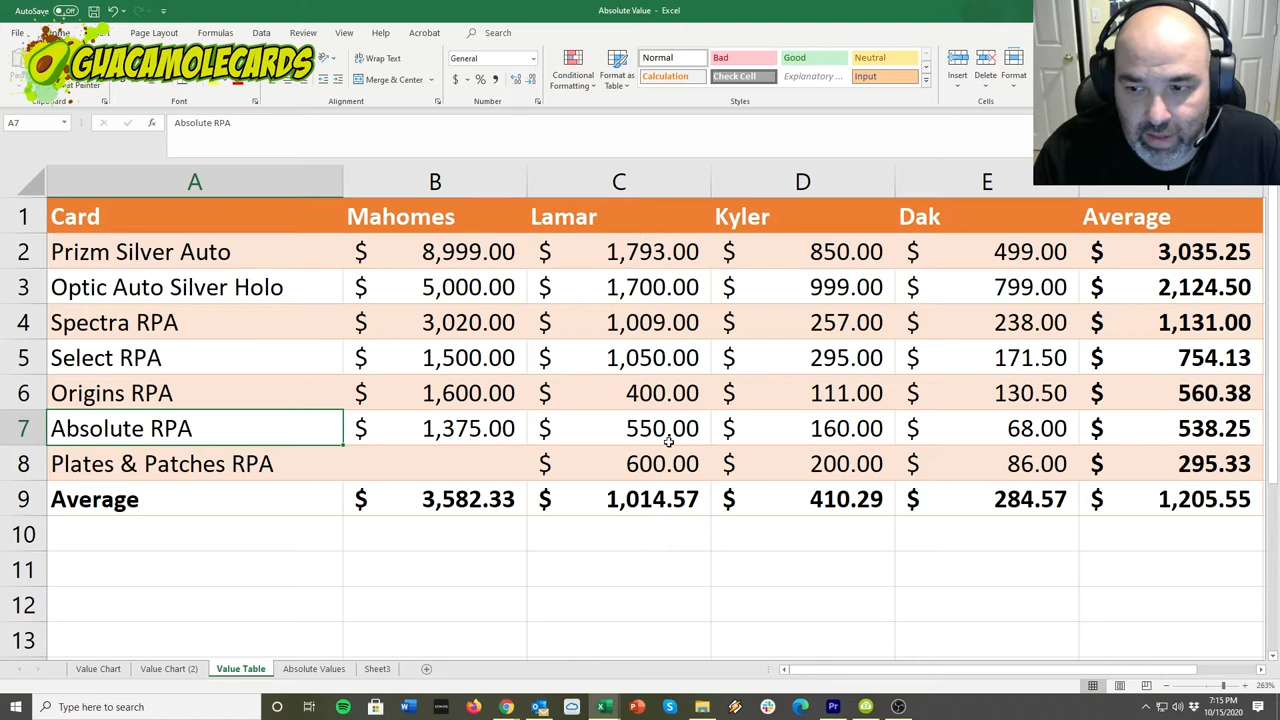 AutoSave Off
Absolute Value - Excel
File Home Page Layout Formulas Data Review View Help Acrobat Search
GUACAMOLECARDS
Painter
Wrap Text
Merge & Center
General
$ % ,
Conditional Formatting
Format as Table
Normal Bad Good Neutral
Calculation Check Cell Explanatory ... Input
Insert Delete Format
Font Alignment Number Styles Cells
A7 fx Absolute RPA
A B C D E
1 Card Mahomes Lamar Kyler Dak Average
2 Prizm Silver Auto $ 8,999.00 $ 1,793.00 $ 850.00 $ 499.00 $ 3,035.25
3 Optic Auto Silver Holo $ 5,000.00 $ 1,700.00 $ 999.00 $ 799.00 $ 2,124.50
4 Spectra RPA $ 3,020.00 $ 1,009.00 $ 257.00 $ 238.00 $ 1,131.00
5 Select RPA $ 1,500.00 $ 1,050.00 $ 295.00 $ 171.50 $ 754.13
6 Origins RPA $ 1,600.00 $ 400.00 $ 111.00 $ 130.50 $ 560.38
7 Absolute RPA $ 1,375.00 $ 550.00 $ 160.00 $ 68.00 $ 538.25
8 Plates & Patches RPA $ 600.00 $ 200.00 $ 86.00 $ 295.33
9 Average $ 3,582.33 $ 1,014.57 $ 410.29 $ 284.57 $ 1,205.55
10
11
12
13
Value Chart Value Chart (2) Value Table Absolute Values Sheet3
263%
Type here to search
7:15 PM
10/15/2020